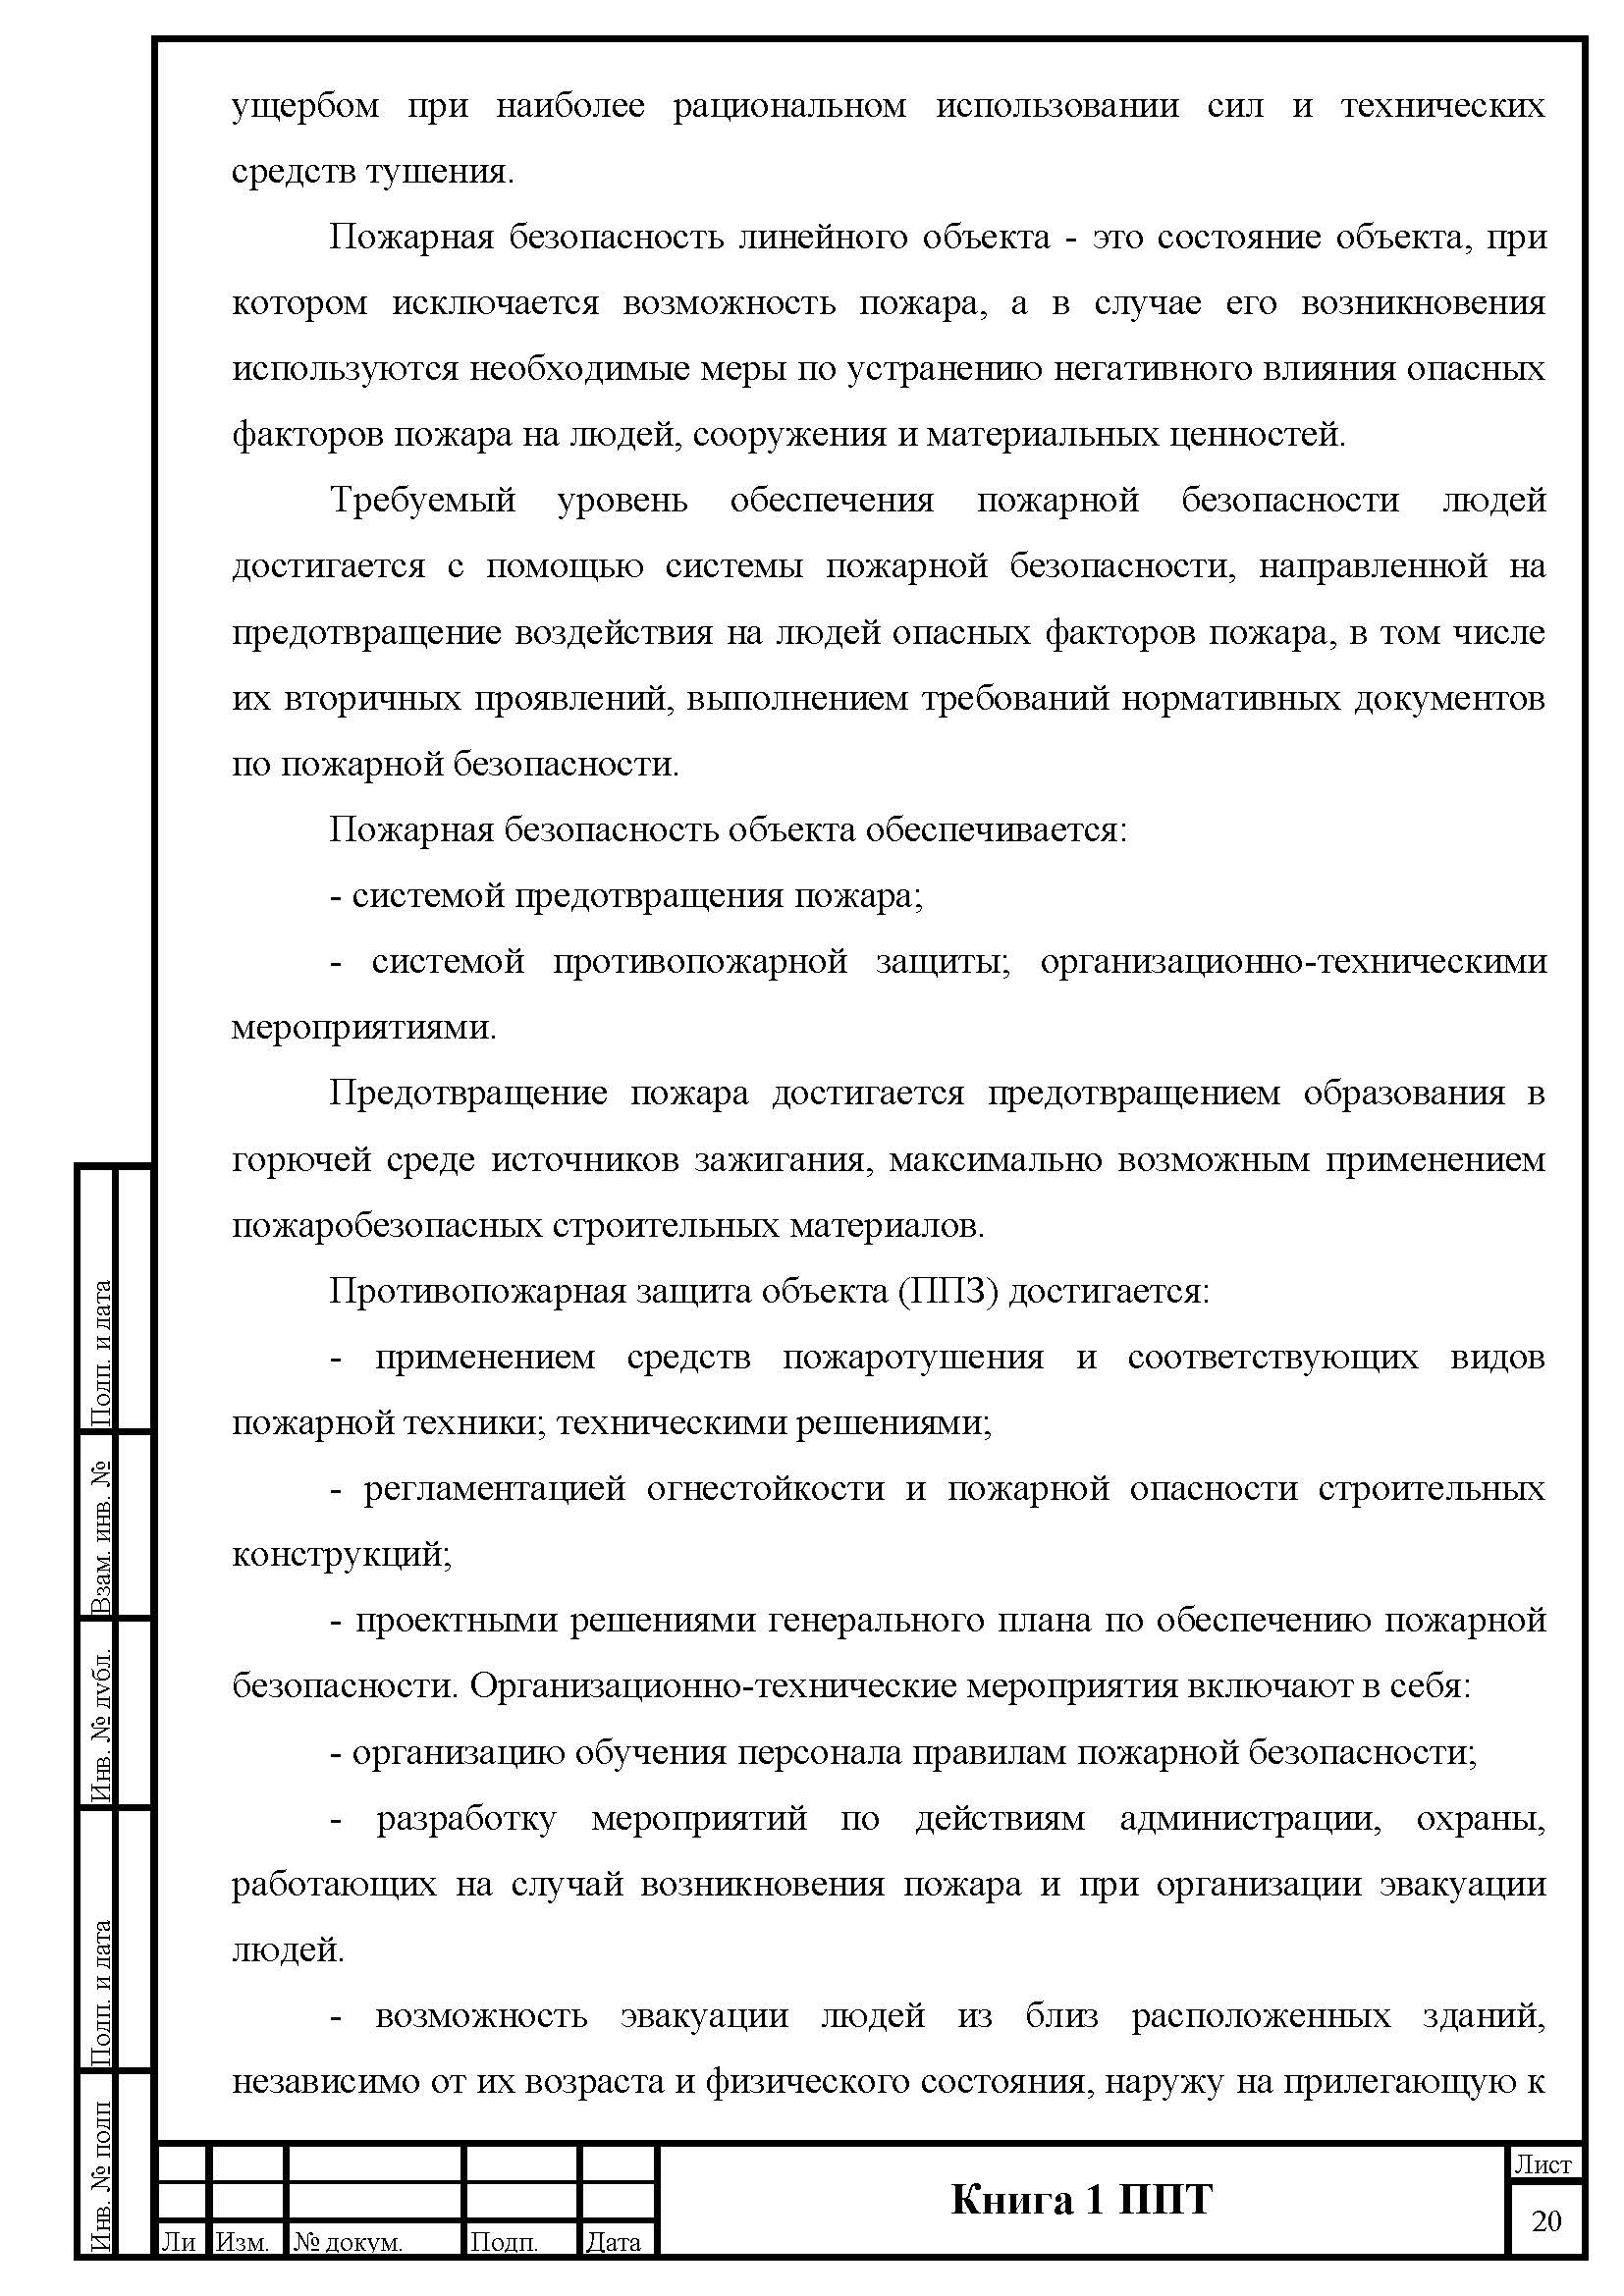 ущербом при наиболее рациональном использовании сил и технических
средств тушения.
Пожарная безопасность линейного объекта - это состояние объекта, при
котором исключается возможность пожара, а в случае его возникновения
используются необходимые меры по устранению негативного влияния опасных
факторов пожара на людей, сооружения и материальных ценностей.
Требуемый уровень обеспечения пожарной безопасности людей
достигается с помощью системы пожарной безопасности, направленной на
предотвращение воздействия на людей опасных факторов пожара, в том числе
их вторичных проявлений, выполнением требований нормативных документов
по пожарной безопасности.
Пожарная безопасность объекта обеспечивается:
- системой предотвращения пожара;
- системой противопожарной защиты; организационно-техническими
мероприятиями.
Предотвращение пожара достигается предотвращением образования в
горючей среде источников зажигания, максимально возможным применением
пожаробезопасных строительных материалов.
Противопожарная защита объекта (ППЗ) достигается:
- применением средств пожаротушения и соответствующих видов
пожарной техники; техническими решениями;
- регламентацией огнестойкости и пожарной опасности строительных
конструкций;
- проектными решениями генерального плана по обеспечению пожарной
безопасности. Организационно-технические мероприятия включают в себя:
- организацию обучения персонала правилам пожарной безопасности;
- разработку мероприятий по действиям администрации, охраны,
работающих на случай возникновения пожара и при организации эвакуации
людей.
- возможность эвакуации людей из близ расположенных зданий,
независимо от их возраста и физического состояния, наружу на прилегающую к
Подп. и дата
Взам. инв. №
Инв. № дубл.
Подп. и дата
Инв. № подп
Ли Изм. № докум. Подп. Дата
Книга 1 ППТ
Лист
20